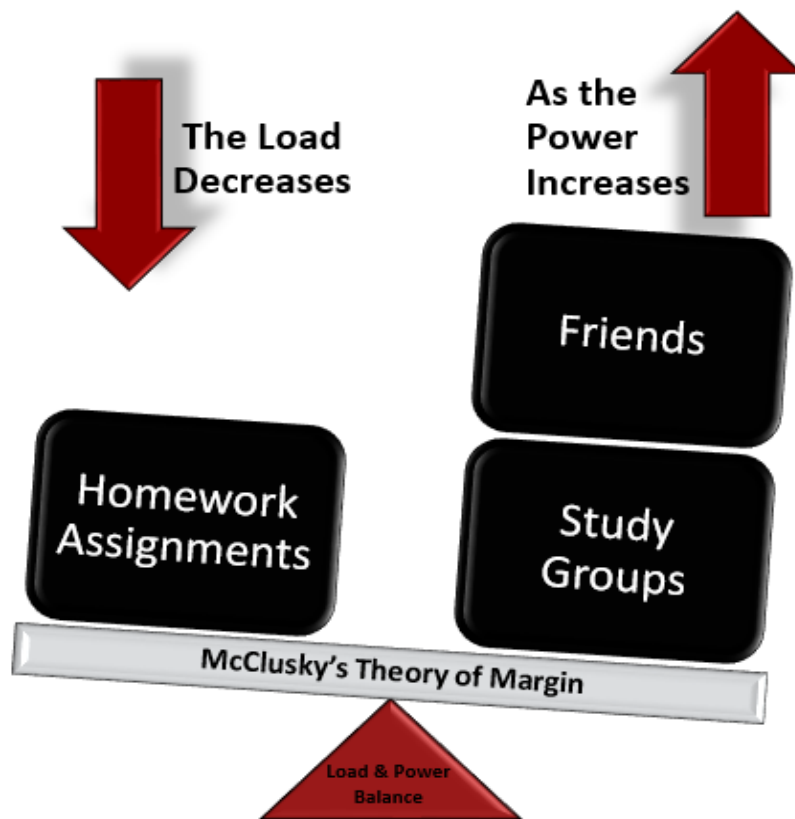 The Load
Decreases
As the
Power
Increases
Friends
Homework
Assignments
Study
Groups
McClusky's Theory of Margin
Load & Power
Balance